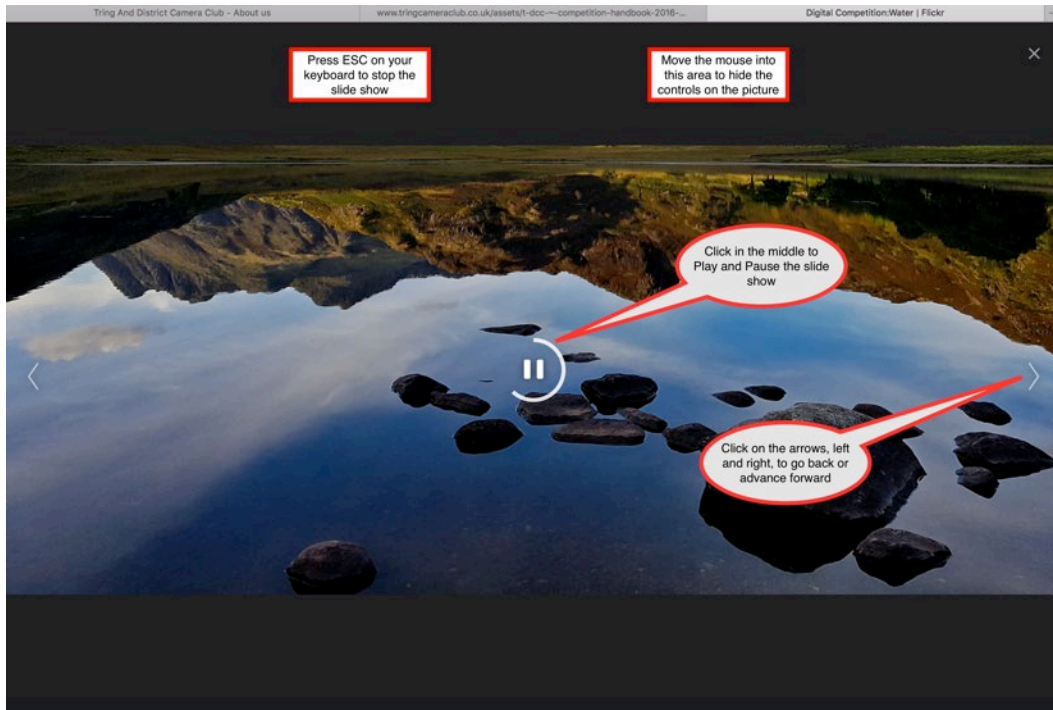 Tring And District Camera Club - About us
www.tringcameraclub.co.uk/assets/t-dcc-~-competition-handbook-2016-...
Digital Competition:Water | Flickr
Press ESC on your
keyboard to stop the
slide show
Move the mouse into
this area to hide the
controls on the picture
Click in the middle to
Play and Pause the slide
show
Click on the arrows, left
and right, to go back or
advance forward